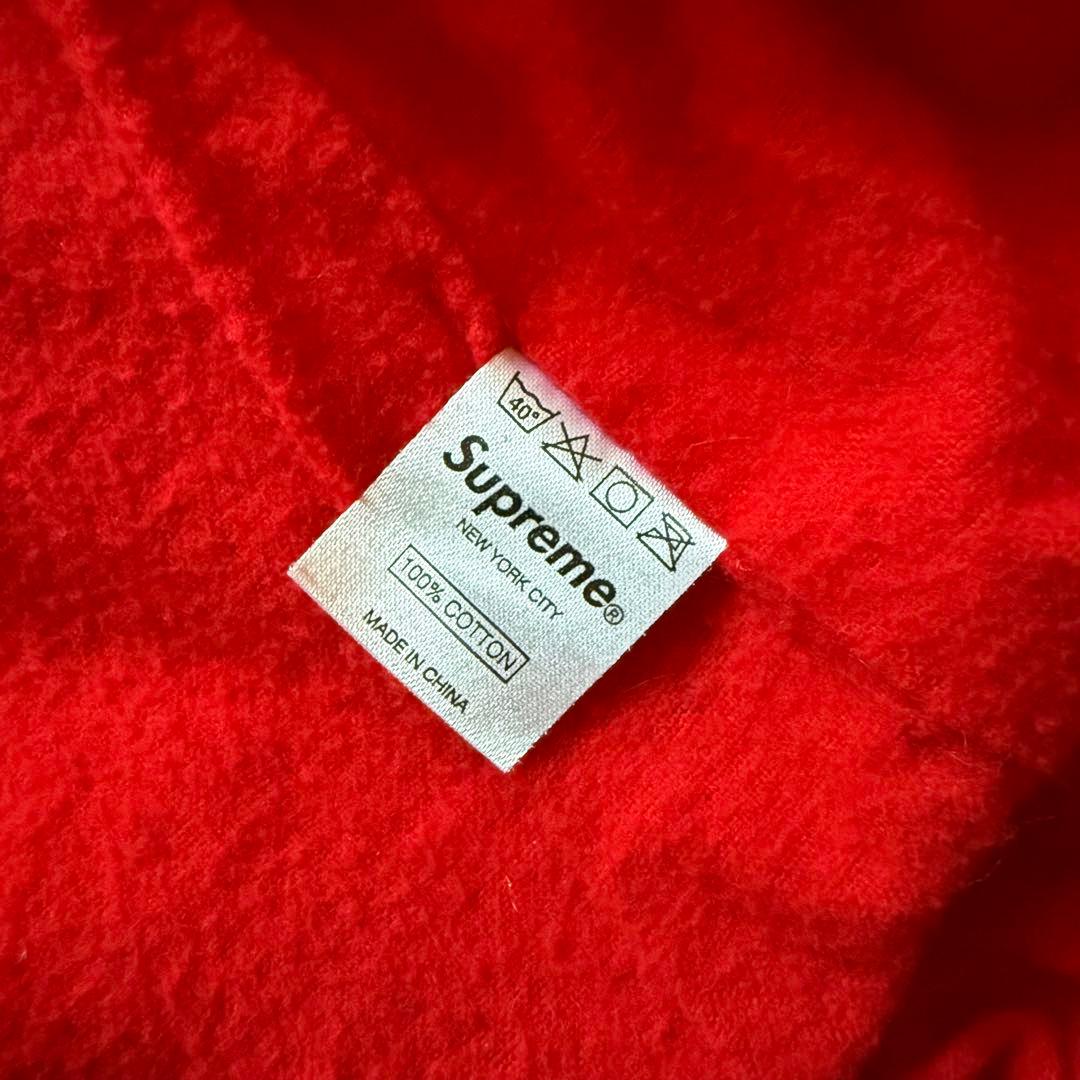 40°
Supreme®
NEW YORK CITY
100% COTTON
MADE IN CHINA